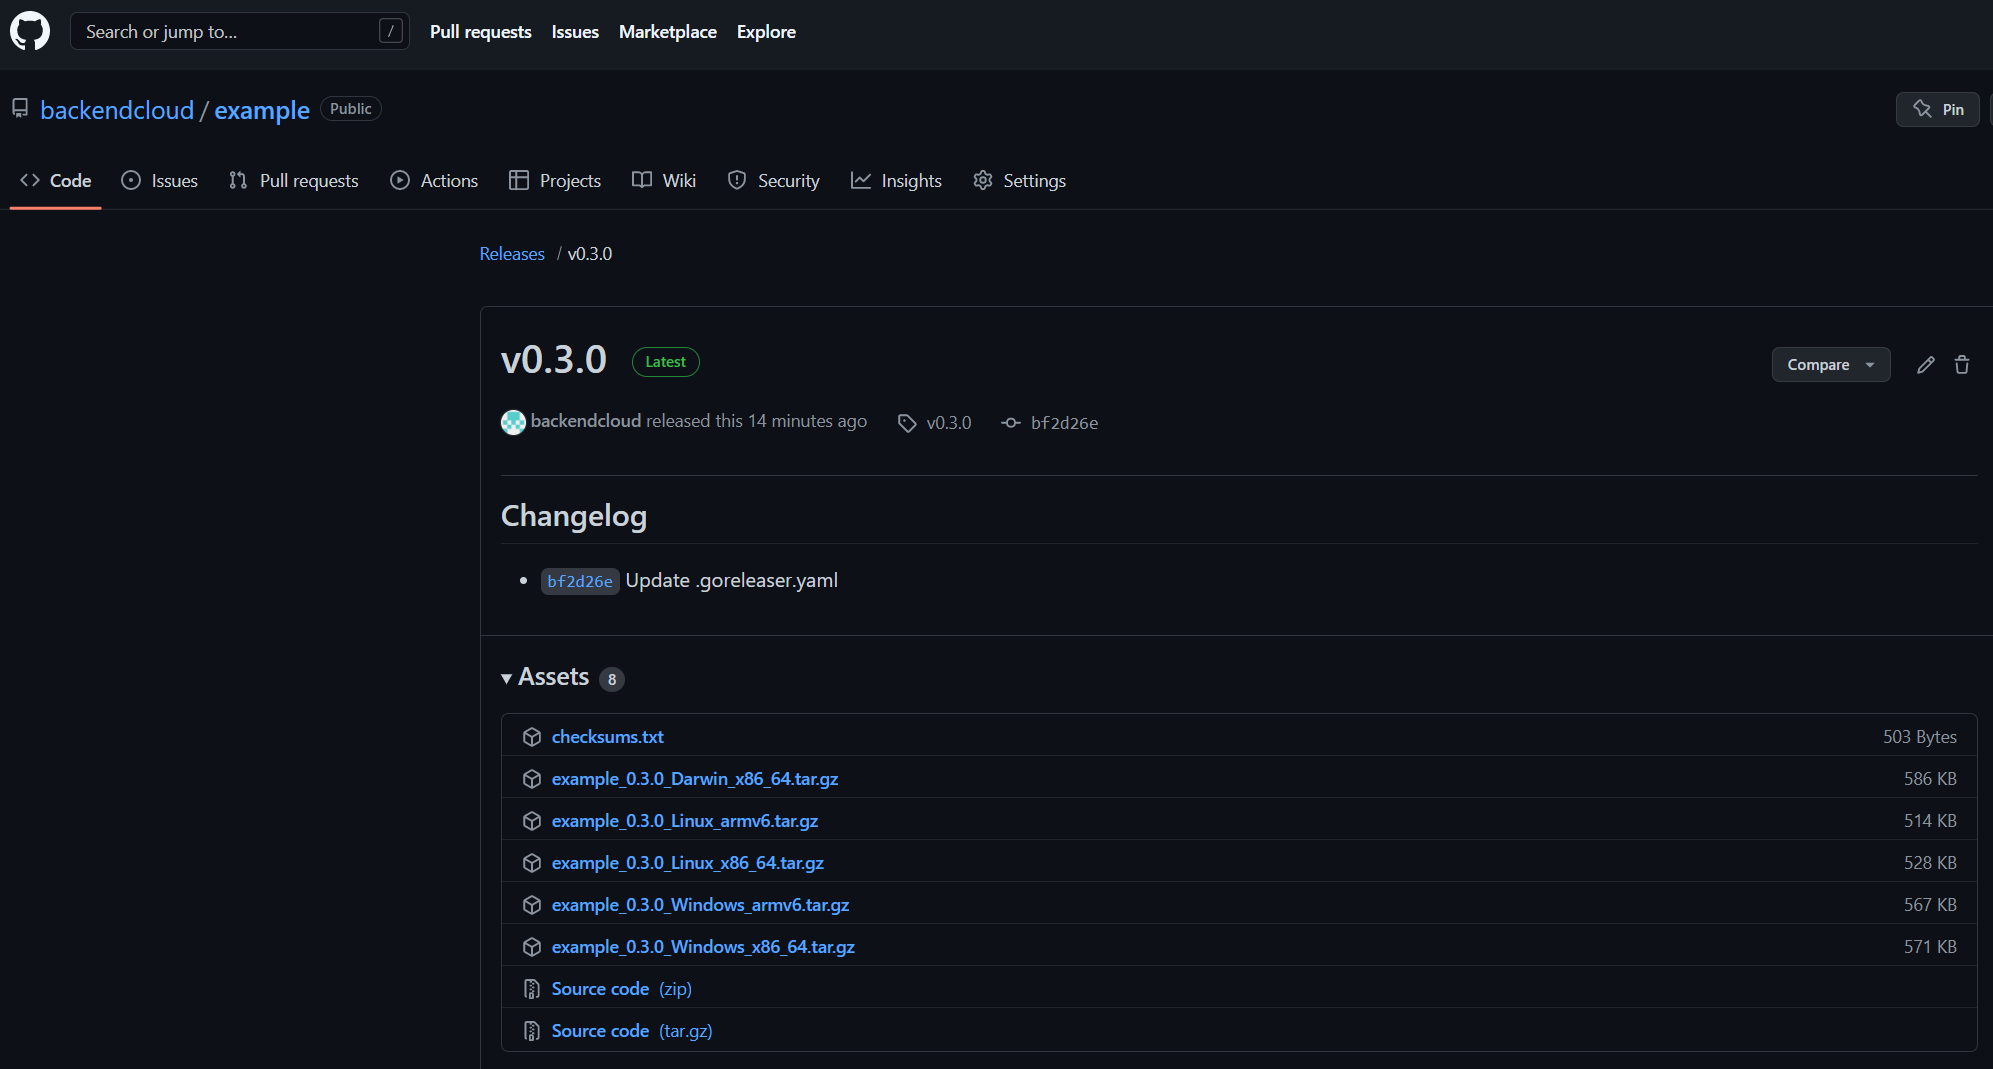 Search or jump to... /
Pull requests Issues Marketplace Explore
backendcloud / example Public
Pin
Code Issues Pull requests Actions Projects Wiki Security Insights Settings
Releases / v0.3.0
v0.3.0 Latest
Compare
backendcloud released this 14 minutes ago v0.3.0 bf2d26e
Changelog
• bf2d26e Update .goreleaser.yaml
Assets 8
checksums.txt 503 Bytes
example_0.3.0_Darwin_x86_64.tar.gz 586 KB
example_0.3.0_Linux_armv6.tar.gz 514 KB
example_0.3.0_Linux_x86_64.tar.gz 528 KB
example_0.3.0_Windows_armv6.tar.gz 567 KB
example_0.3.0_Windows_x86_64.tar.gz 571 KB
Source code (zip)
Source code (tar.gz)